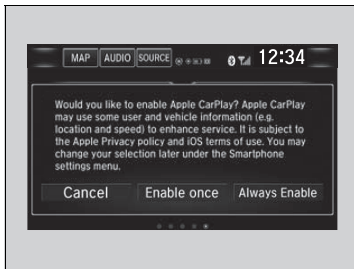 MAP AUDIO SOURCE 12:34
Would you like to enable Apple CarPlay? Apple CarPlay
may use some user and vehicle information (e.g.
location and speed) to enhance service. It is subject to
the Apple Privacy policy and iOS terms of use. You may
change your selection later under the Smartphone
settings menu.
Cancel Enable once Always Enable